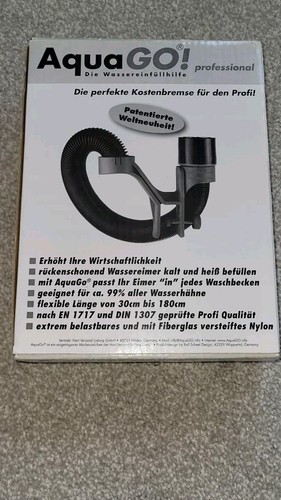 AquaGO!®
professional
Die Wassereinfüllhilfe
Die perfekte Kostenbremse für den Profi!
Patentierte
Weltneuheit!
Erhöht Ihre Wirtschaftlichkeit
rückenschonend Wassereimer kalt und heiß befüllen
mit AquaGo® passt Ihr Eimer "in" jedes Waschbecken
geeignet für ca. 99% aller Wasserhähne
flexible Länge von 30cm bis 180cm
nach EN 1717 und DIN 1307 geprüfte Profi Qualität
extrem belastbares und mit Fiberglas versteiftes Nylon